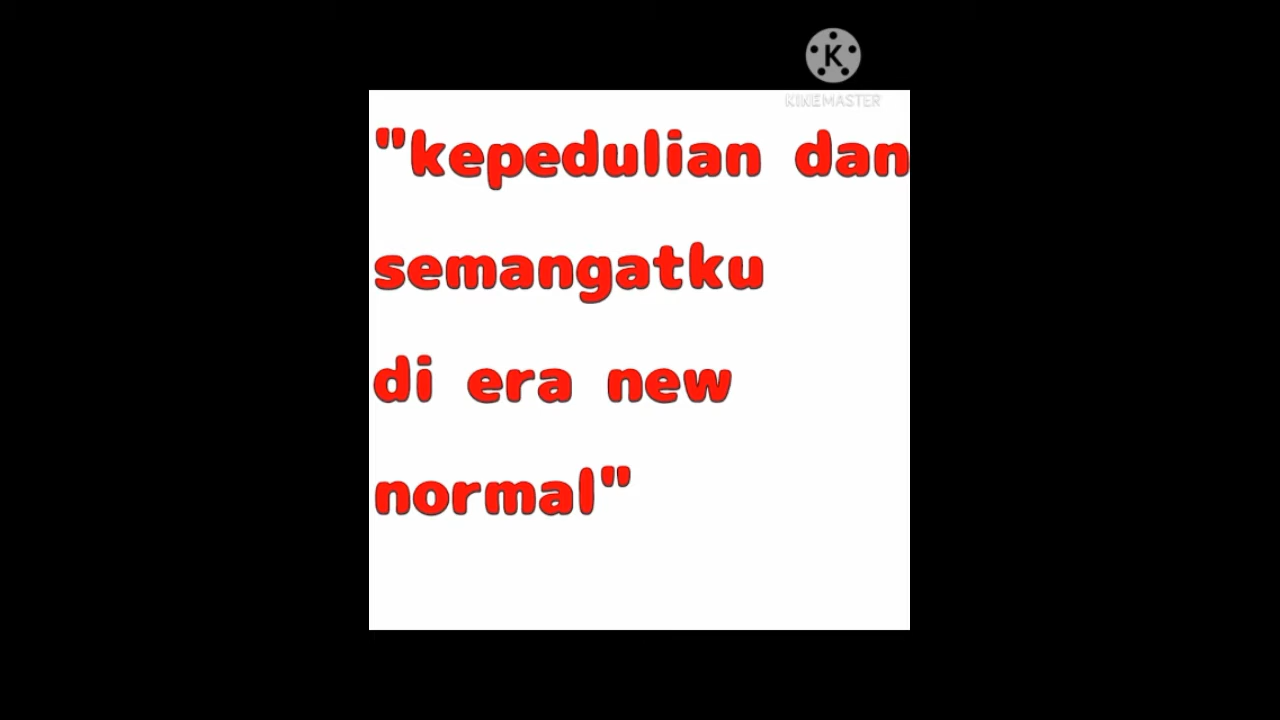 K
KINEMASTER
"kepedulian dan
semangatku
di era new
normal"